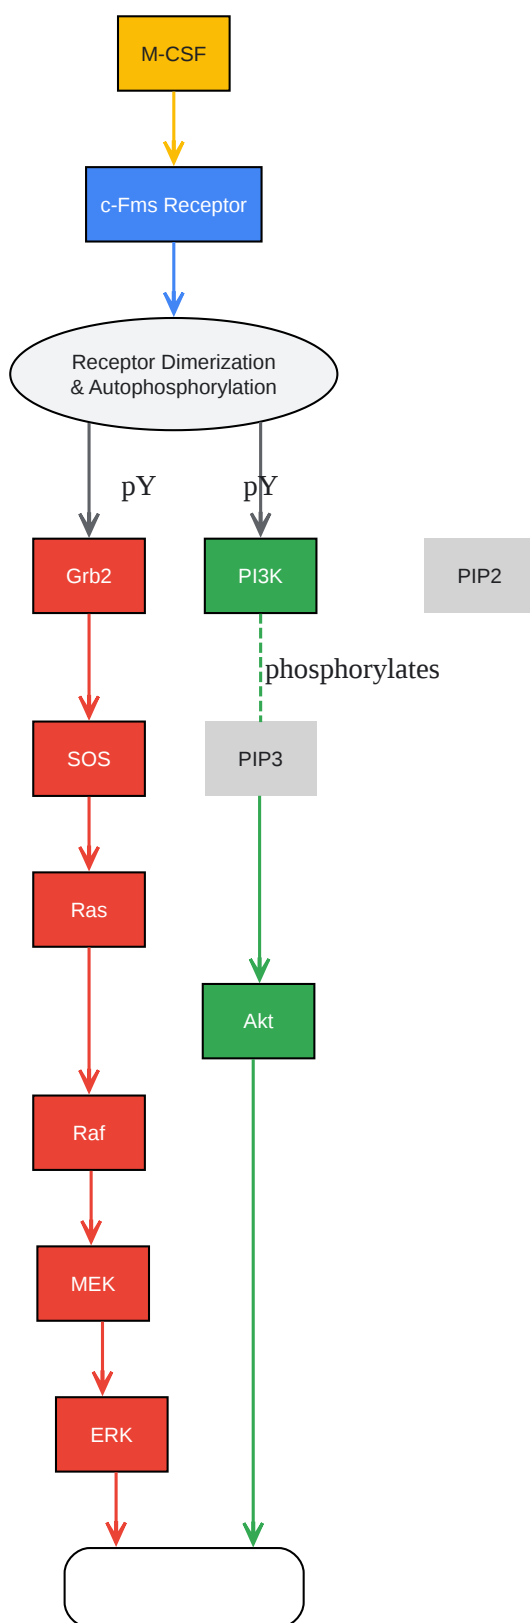 M-CSF
c-Fms Receptor
Receptor Dimerization
& Autophosphorylation
pY
pY
Grb2
PI3K
PIP2
phosphorylates
SOS
PIP3
Ras
Akt
Raf
MEK
ERK